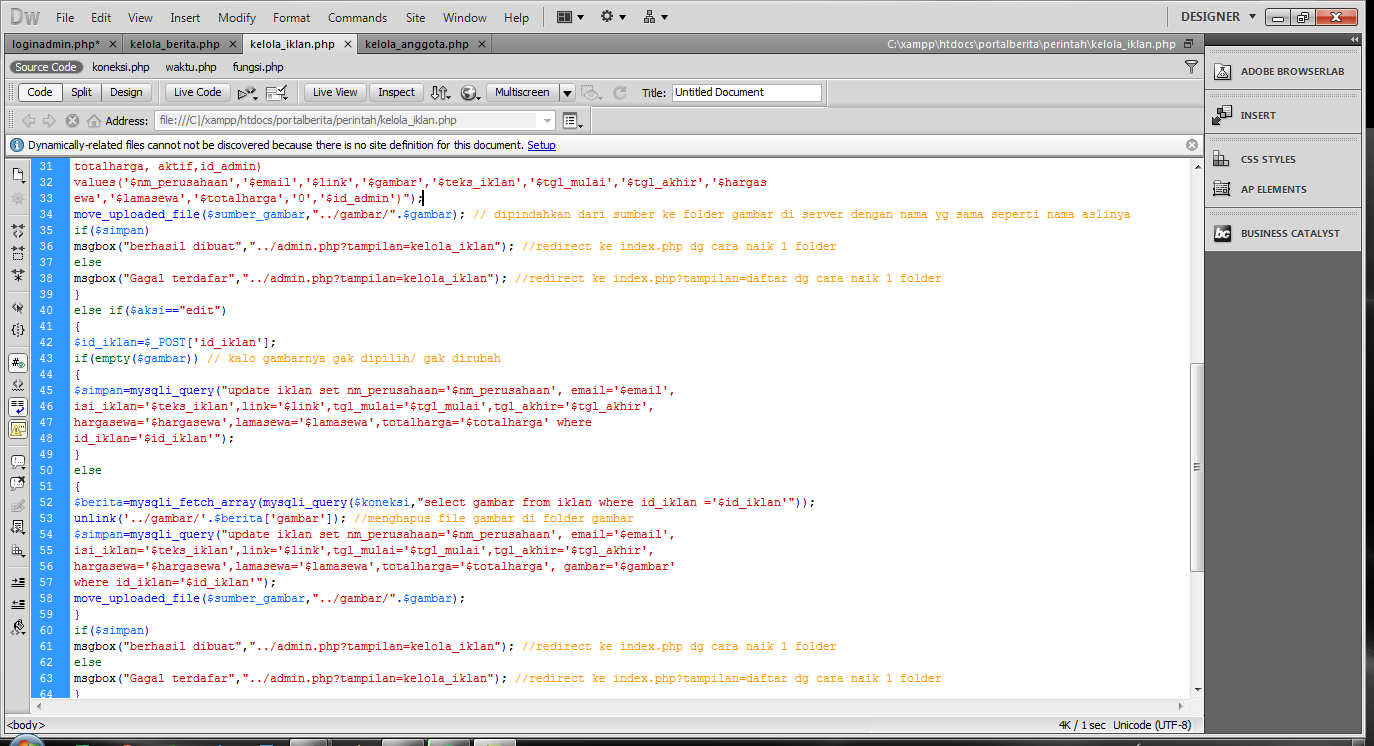 Dw File Edit View Insert Modify Format Commands Site Window Help DESIGNER
loginadmin.php* kelola_berita.php kelola_iklan.php kelola_anggota.php C:\xampp\htdocs\portalberita\perintah\kelola_iklan.php
Source Code koneksi.php waktu.php fungsi.php
Code Split Design Live Code Live View Inspect Multiscreen Title: Untitled Document
Address: file:///C|/xampp/htdocs/portalberita/perintah/kelola_iklan.php
Dynamically-related files cannot not be discovered because there is no site definition for this document. Setup
31 totalharga, aktif,id_admin)
32 values('$nm_perusahaan','$email','$link','$gambar','$teks_iklan','$tgl_mulai','$tgl_akhir','$hargas
33 ewa','$lamasewa','$totalharga','0','$id_admin')");
34 move_uploaded_file($sumber_gambar,"../gambar/".$gambar); // dipindahkan dari sumber ke folder gambar di server dengan nama yg sama seperti nama aslinya
35 if($simpan)
36 msgbox("berhasil dibuat","../admin.php?tampilan=kelola_iklan"); //redirect ke index.php dg cara naik 1 folder
37 else
38 msgbox("Gagal terdafar","../admin.php?tampilan=kelola_iklan"); //redirect ke index.php?tampilan=daftar dg cara naik 1 folder
39 }
40 else if($aksi=="edit")
41 {
42 $id_iklan=$_POST['id_iklan'];
43 if(empty($gambar)) // kalo gambarnya gak dipilih/ gak dirubah
44 {
45 $simpan=mysqli_query("update iklan set nm_perusahaan='$nm_perusahaan', email='$email',
46 isi_iklan='$teks_iklan',link='$link',tgl_mulai='$tgl_mulai',tgl_akhir='$tgl_akhir',
47 hargasewa='$hargasewa',lamasewa='$lamasewa',totalharga='$totalharga' where
48 id_iklan='$id_iklan'");
49 }
50 else
51 {
52 $berita=mysqli_fetch_array(mysqli_query($koneksi,"select gambar from iklan where id_iklan ='$id_iklan'"));
53 unlink('../gambar/'.$berita['gambar']); //menghapus file gambar di folder gambar
54 $simpan=mysqli_query("update iklan set nm_perusahaan='$nm_perusahaan', email='$email',
55 isi_iklan='$teks_iklan',link='$link',tgl_mulai='$tgl_mulai',tgl_akhir='$tgl_akhir',
56 hargasewa='$hargasewa',lamasewa='$lamasewa',totalharga='$totalharga', gambar='$gambar'
57 where id_iklan='$id_iklan'");
58 move_uploaded_file($sumber_gambar,"../gambar/".$gambar);
59 }
60 if($simpan)
61 msgbox("berhasil dibuat","../admin.php?tampilan=kelola_iklan"); //redirect ke index.php dg cara naik 1 folder
62 else
63 msgbox("Gagal terdafar","../admin.php?tampilan=kelola_iklan"); //redirect ke index.php?tampilan=daftar dg cara naik 1 folder
64 }
<body> 4K / 1 sec Unicode (UTF-8)
ADOBE BROWSERLAB
INSERT
CSS STYLES
AP ELEMENTS
bc BUSINESS CATALYST